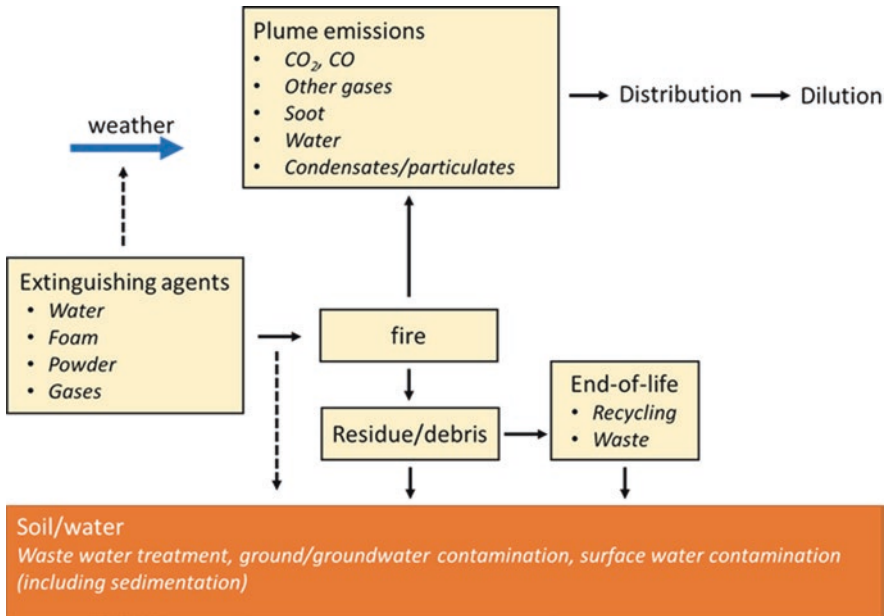 Plume emissions
• CO₂, CO
• Other gases
• Soot
• Water
• Condensates/particulates
Distribution
Dilution
weather
Extinguishing agents
• Water
• Foam
• Powder
• Gases
fire
End-of-life
• Recycling
• Waste
Residue/debris
Soil/water
Waste water treatment, ground/groundwater contamination, surface water contamination
(including sedimentation)